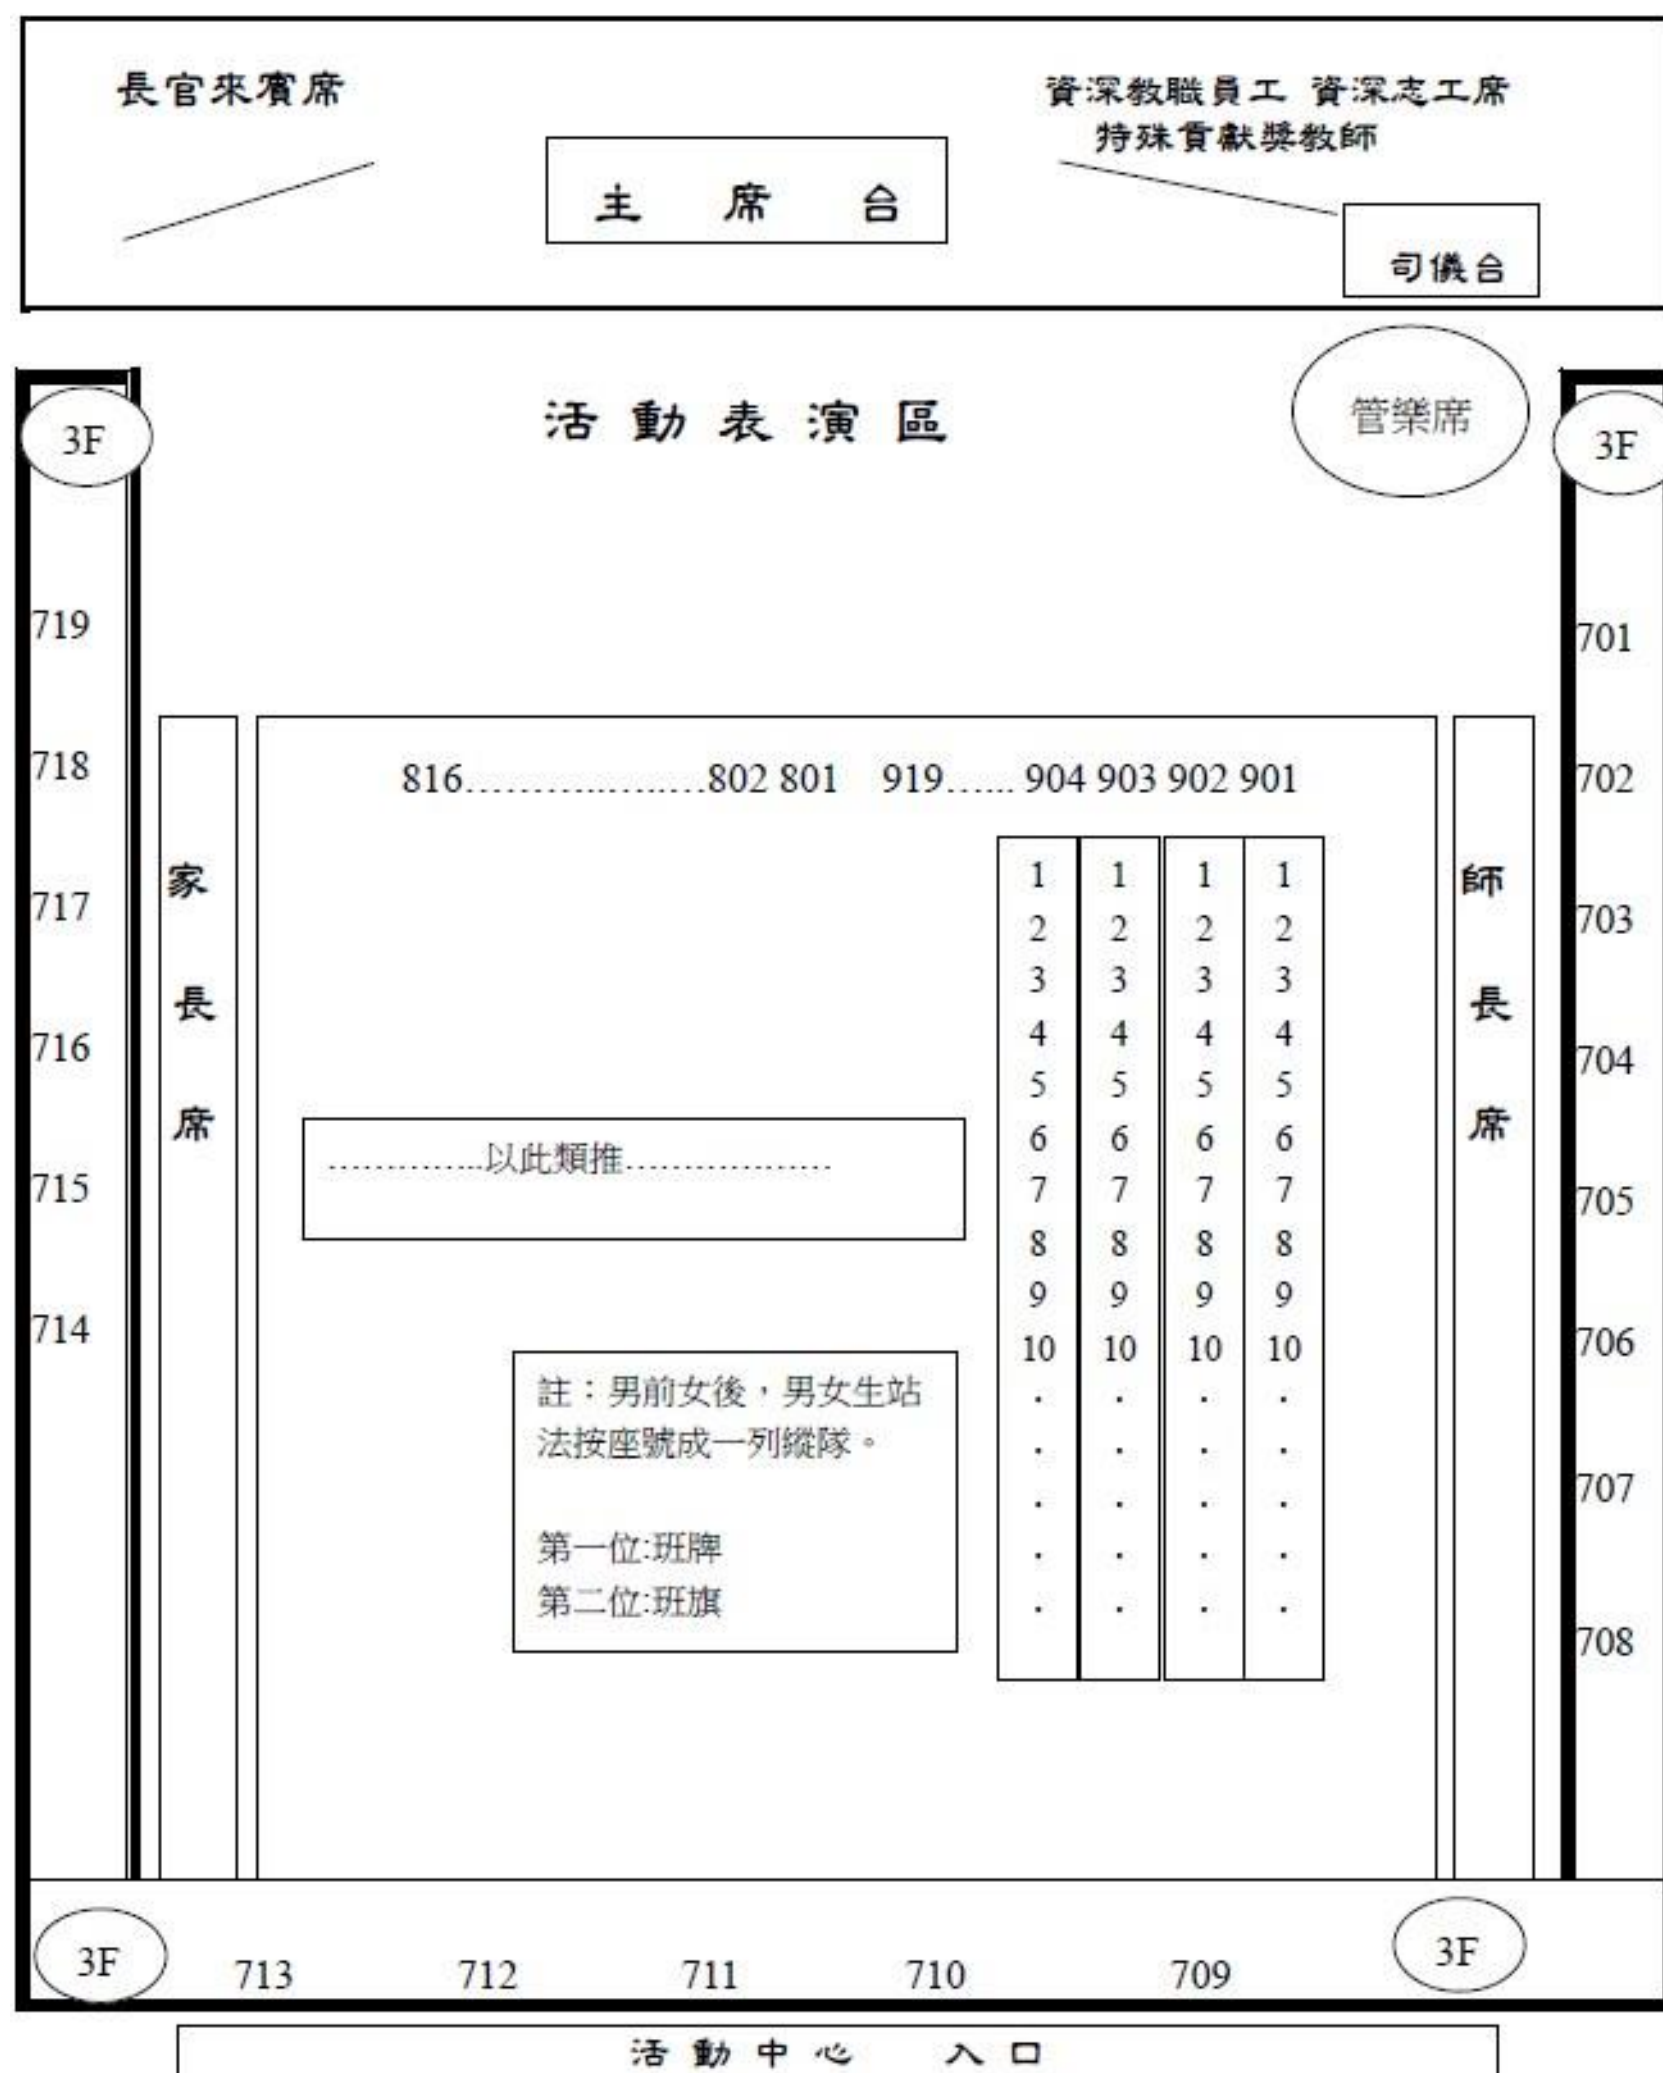 長官來賓席
資深教職員工 資深志工席
特殊貢獻獎教師
主 席 台
司儀台
3F
活動表演區
管樂席
3F
719
718
717
716
715
714
家長席
816……………………802 801 919…… 904 903 902 901
1 1 1 1
2 2 2 2
3 3 3 3
4 4 4 4
5 5 5 5
6 6 6 6
7 7 7 7
8 8 8 8
9 9 9 9
10 10 10 10
. . . .
. . . .
. . . .
. . . .
. . . .
…………..以此類推………………
註：男前女後，男女生站
法按座號成一列縱隊。
第一位:班牌
第二位:班旗
師長席
701
702
703
704
705
706
707
708
3F
713 712 711 710 709
3F
活動中心 入口